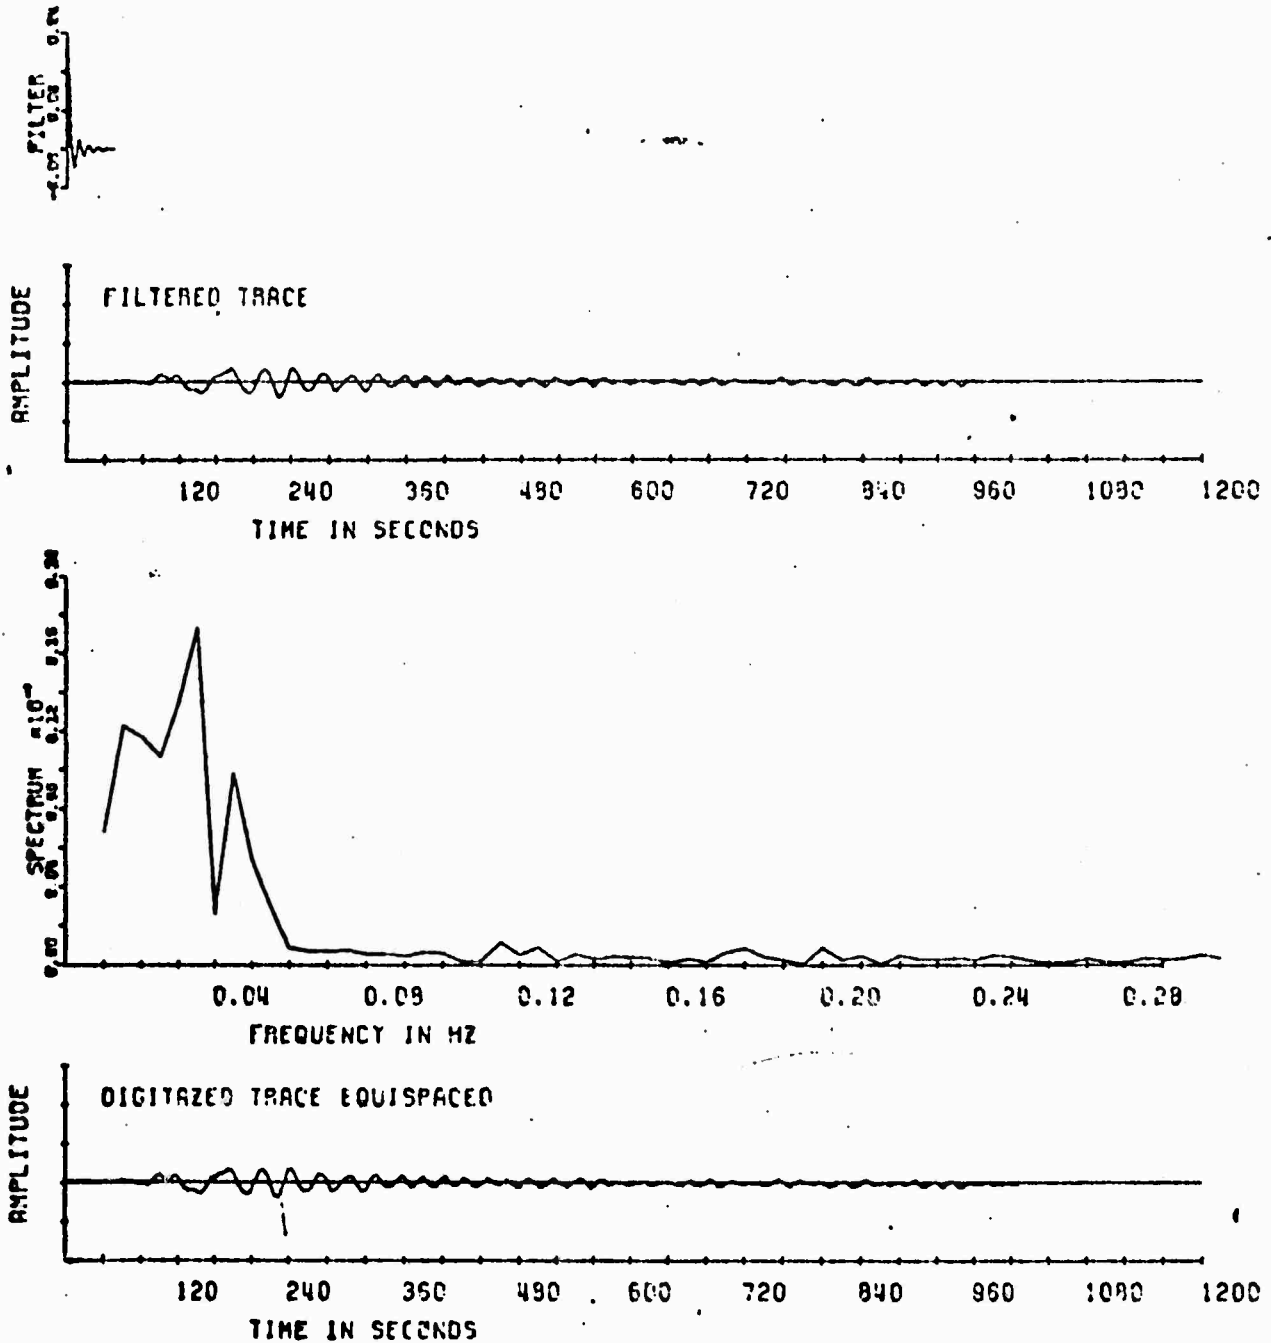 FILTER
FILTERED TRACE
AMPLITUDE
120 240 360 480 600 720 840 960 1080 1200
TIME IN SECONDS
SPECTRUM
0.12
0.04 0.08 0.12 0.16 0.20 0.24 0.28
FREQUENCY IN HZ
DIGITAZED TRACE EQUISPACED
AMPLITUDE
120 240 360 480 600 720 840 960 1080 1200
TIME IN SECONDS